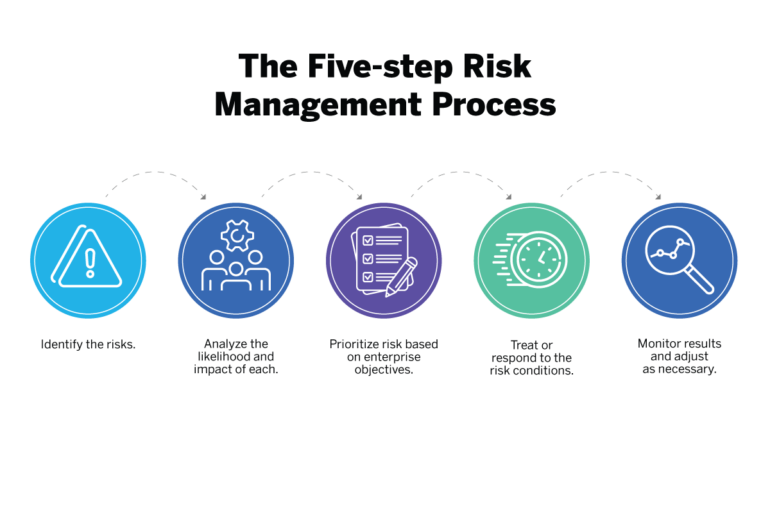 The Five-step Risk
Management Process
Identify the risks.
Analyze the
likelihood and
impact of each.
Prioritize risk based
on enterprise
objectives.
Treat or
respond to the
risk conditions.
Monitor results
and adjust
as necessary.